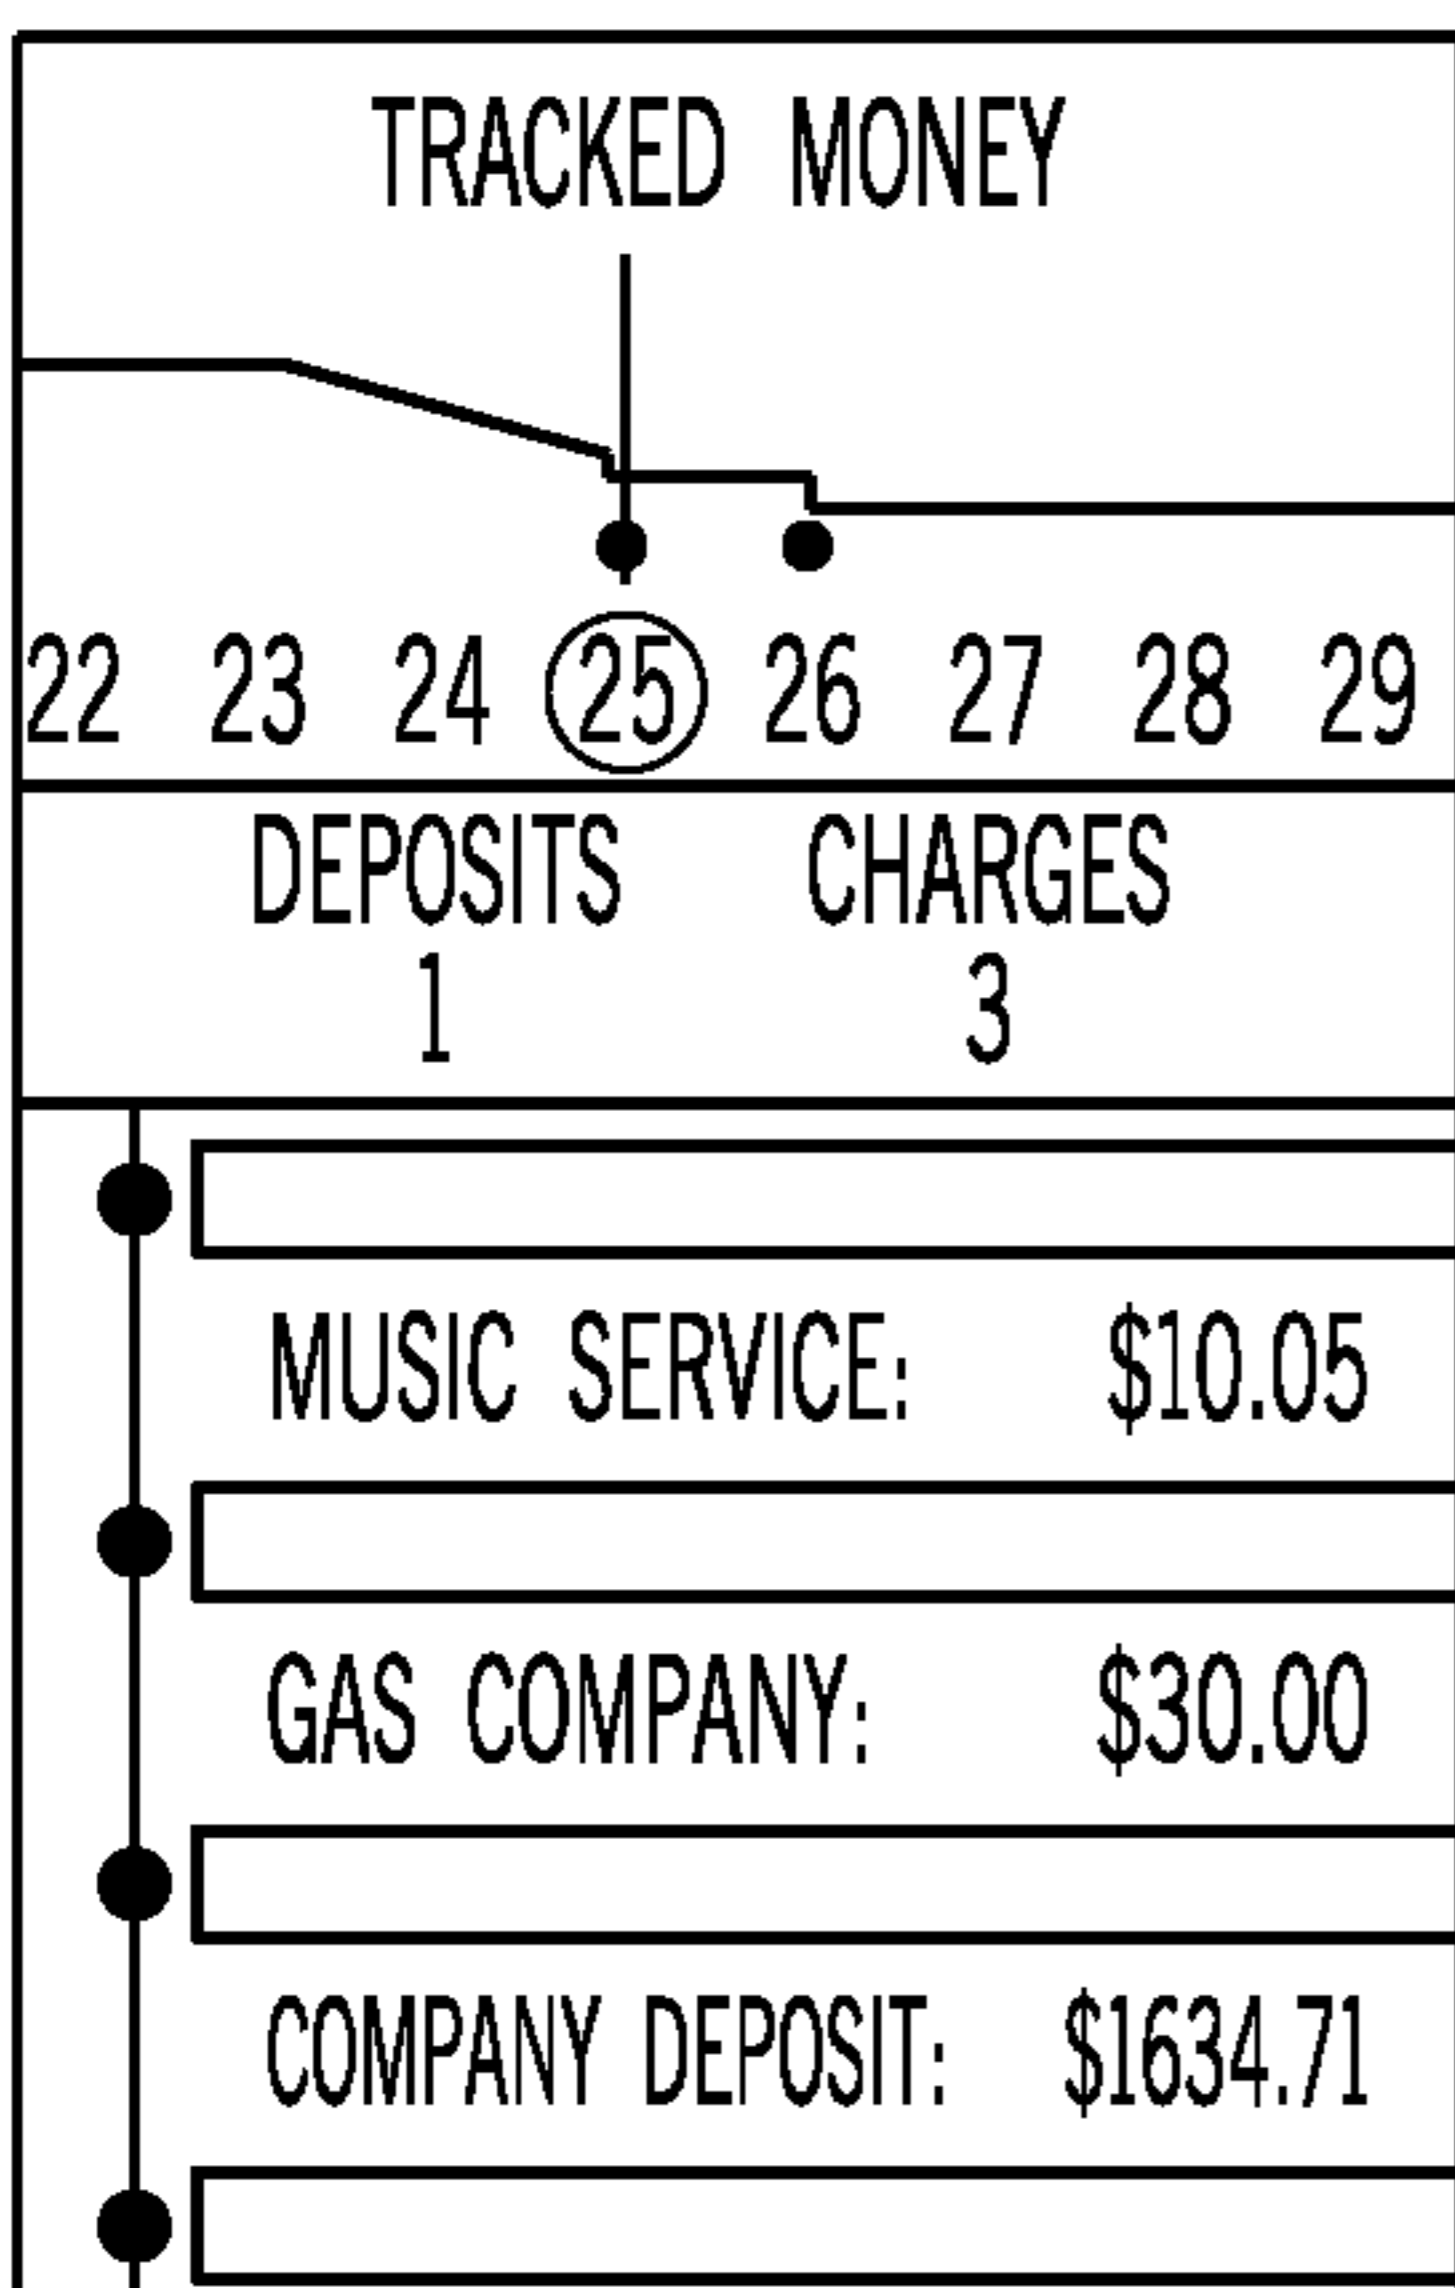 TRACKED MONEY
22 23 24 25 26 27 28 29
DEPOSITS CHARGES
1 3
MUSIC SERVICE: $10.05
GAS COMPANY: $30.00
COMPANY DEPOSIT: $1634.71